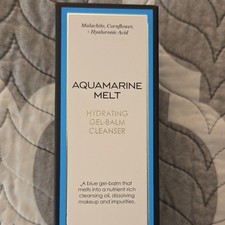 Malachite, Cornflower,
+ Hyaluronic Acid
AQUAMARINE
MELT
HYDRATING
GEL-BALM
CLEANSER
„A blue gel-balm that
melts into a nutrient rich
cleansing oil, dissolving
makeup and impurities.